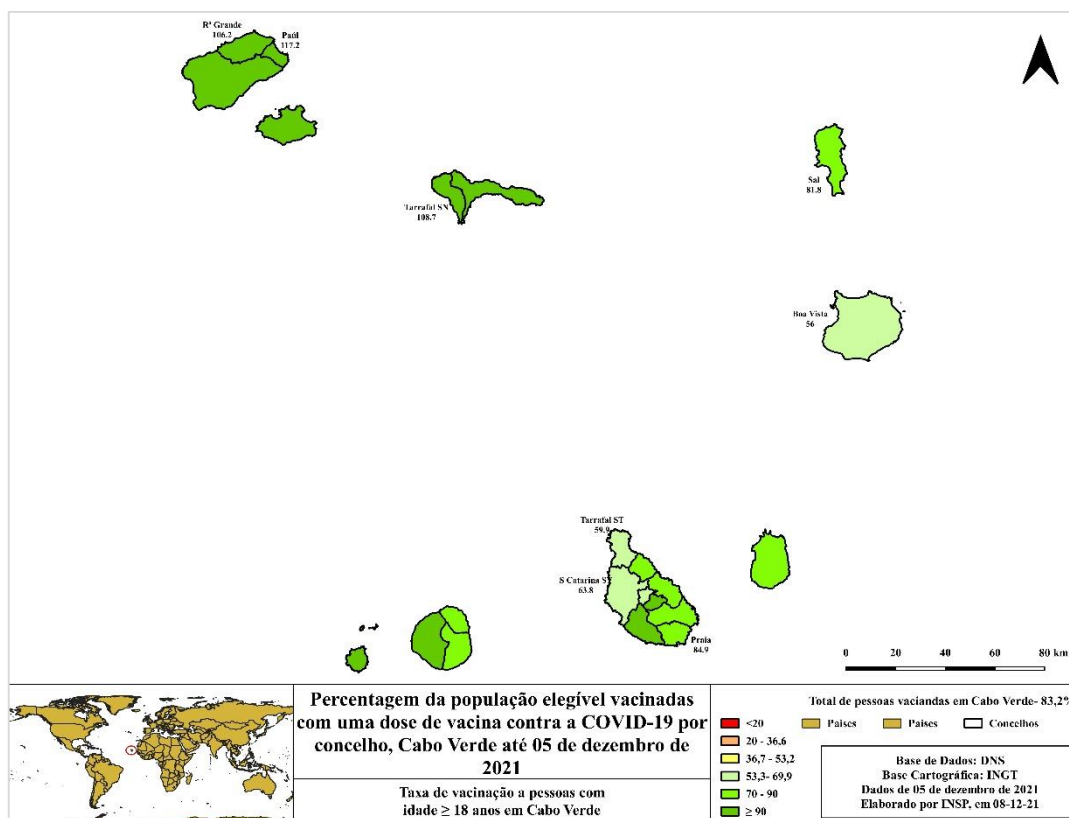 Rª Grande
106.2
Paúl
117.2
Sal
81.8
Tarrafal SN
108.7
Boa Vista
56
Tarrafal ST
59.9
S Catarina ST
63.8
Praia
84.9
0 20 40 60 80 km
Percentagem da população elegível vacinadas
com uma dose de vacina contra a COVID-19 por
concelho, Cabo Verde até 05 de dezembro de
2021
Taxa de vacinação a pessoas com
idade ≥ 18 anos em Cabo Verde
<20
20 - 36,6
36,7 - 53,2
53,3- 69,9
70 - 90
≥ 90
Total de pessoas vaciandas em Cabo Verde- 83,2%
Paises Paises Concelhos
Base de Dados: DNS
Base Cartográfica: INGT
Dados de 05 de dezembro de 2021
Elaborado por INSP, em 08-12-21